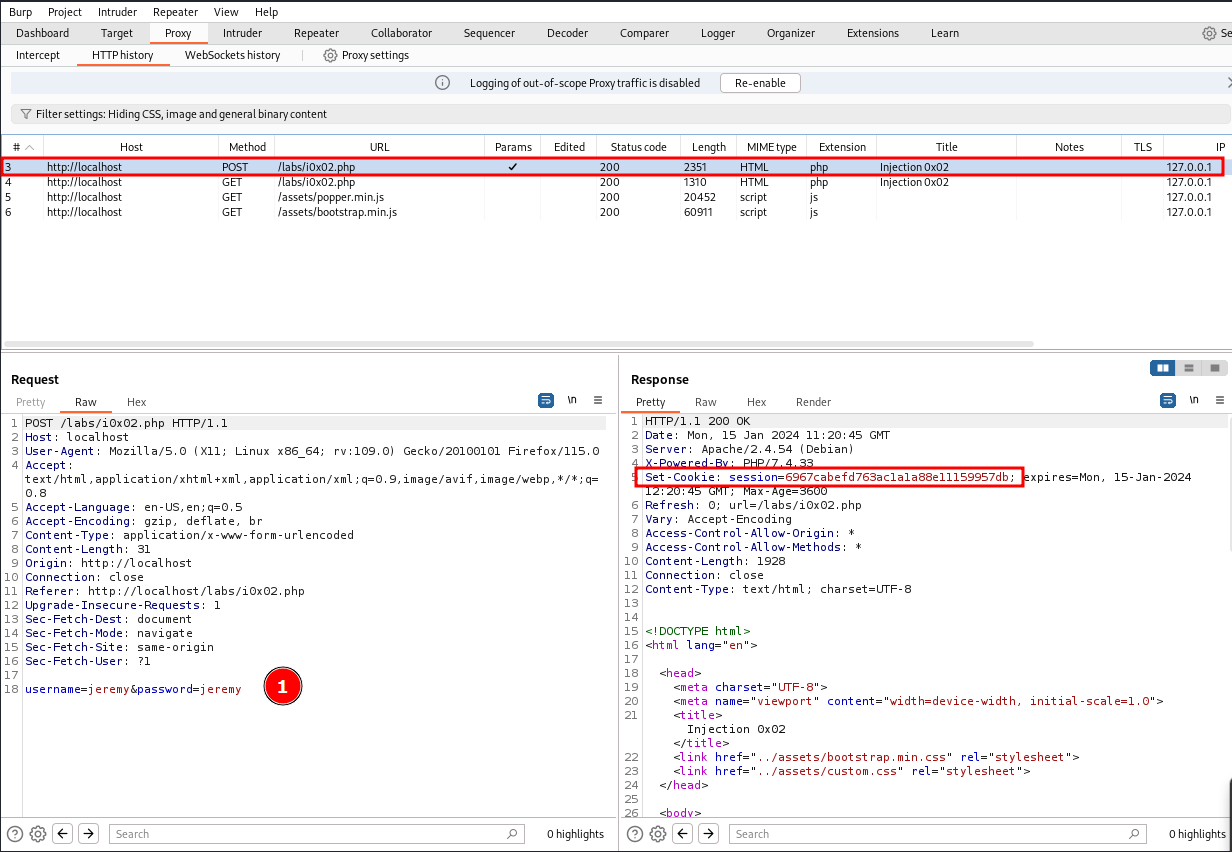 Burp Project Intruder Repeater View Help
Dashboard Target Proxy Intruder Repeater Collaborator Sequencer Decoder Comparer Logger Organizer Extensions Learn Se
Intercept HTTP history WebSockets history Proxy settings
Logging of out-of-scope Proxy traffic is disabled Re-enable
Filter settings: Hiding CSS, image and general binary content
# Host Method URL Params Edited Status code Length MIME type Extension Title Notes TLS IP
3 http://localhost POST /labs/i0x02.php ✓ 200 2351 HTML php Injection 0x02 127.0.0.1
4 http://localhost GET /labs/i0x02.php 200 1310 HTML php Injection 0x02 127.0.0.1
5 http://localhost GET /assets/popper.min.js 200 20452 script js 127.0.0.1
6 http://localhost GET /assets/bootstrap.min.js 200 60911 script js 127.0.0.1
Request
Pretty Raw Hex \n
1 POST /labs/i0x02.php HTTP/1.1
2 Host: localhost
3 User-Agent: Mozilla/5.0 (X11; Linux x86_64; rv:109.0) Gecko/20100101 Firefox/115.0
4 Accept:
text/html,application/xhtml+xml,application/xml;q=0.9,image/avif,image/webp,*/*;q=
0.8
5 Accept-Language: en-US,en;q=0.5
6 Accept-Encoding: gzip, deflate, br
7 Content-Type: application/x-www-form-urlencoded
8 Content-Length: 31
9 Origin: http://localhost
10 Connection: close
11 Referer: http://localhost/labs/i0x02.php
12 Upgrade-Insecure-Requests: 1
13 Sec-Fetch-Dest: document
14 Sec-Fetch-Mode: navigate
15 Sec-Fetch-Site: same-origin
16 Sec-Fetch-User: ?1
17
18 username=jeremy&password=jeremy
1
Search 0 highlights
Response
Pretty Raw Hex Render \n
1 HTTP/1.1 200 OK
2 Date: Mon, 15 Jan 2024 11:20:45 GMT
3 Server: Apache/2.4.54 (Debian)
4 X-Powered-By: PHP/7.4.33
5 Set-Cookie: session=6967cabefd763ac1a1a88e11159957db; expires=Mon, 15-Jan-2024
12:20:45 GMT; Max-Age=3600
6 Refresh: 0; url=/labs/i0x02.php
7 Vary: Accept-Encoding
8 Access-Control-Allow-Origin: *
9 Access-Control-Allow-Methods: *
10 Content-Length: 1928
11 Connection: close
12 Content-Type: text/html; charset=UTF-8
13
14
15 <!DOCTYPE html>
16 <html lang="en">
17
18 <head>
19 <meta charset="UTF-8">
20 <meta name="viewport" content="width=device-width, initial-scale=1.0">
21 <title>
Injection 0x02
</title>
22 <link href="../assets/bootstrap.min.css" rel="stylesheet">
23 <link href="../assets/custom.css" rel="stylesheet">
24 </head>
25
26 <body>
Search 0 highlights